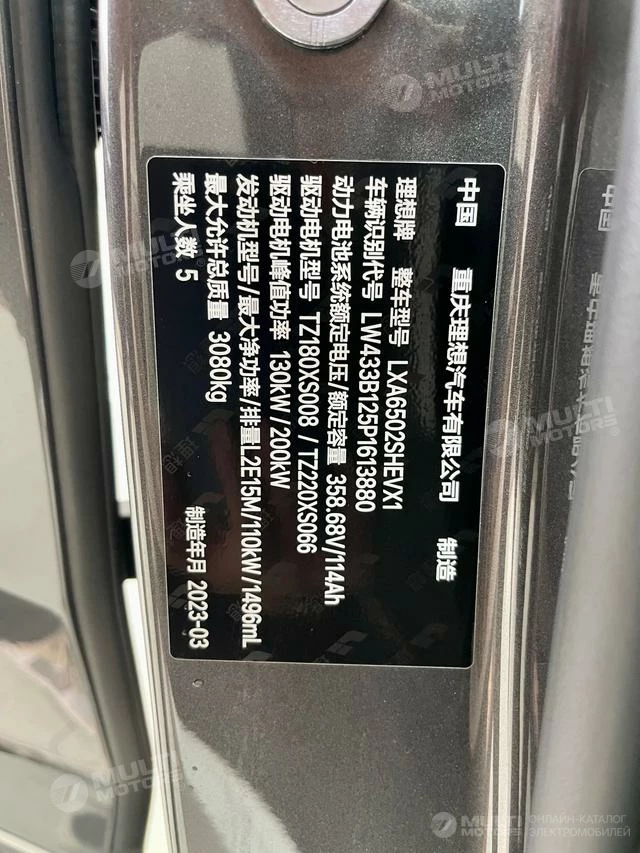 中国 重庆理想汽车有限公司 制造
理想牌 整车型号 LXA6502SHEVX1
车辆识别代号 LW433B125P1613880
动力电池系统额定电压/额定容量 358.68V/114Ah
驱动电机型号 TZ180XS008 / TZ220XS066
驱动电机峰值功率 130kW/200kW
发动机型号/最大净功率/排量L2E15M/110kW/1496mL
最大允许总质量 3080kg
乘坐人数 5 制造年月 2023-03
MULTI MOTORS
MULTI MOTORS
MULTI MOTORS
MULTI MOTORS
MULTI MOTORS ОНЛАЙН-КАТАЛОГ ЭЛЕКТРОМОБИЛЕЙ